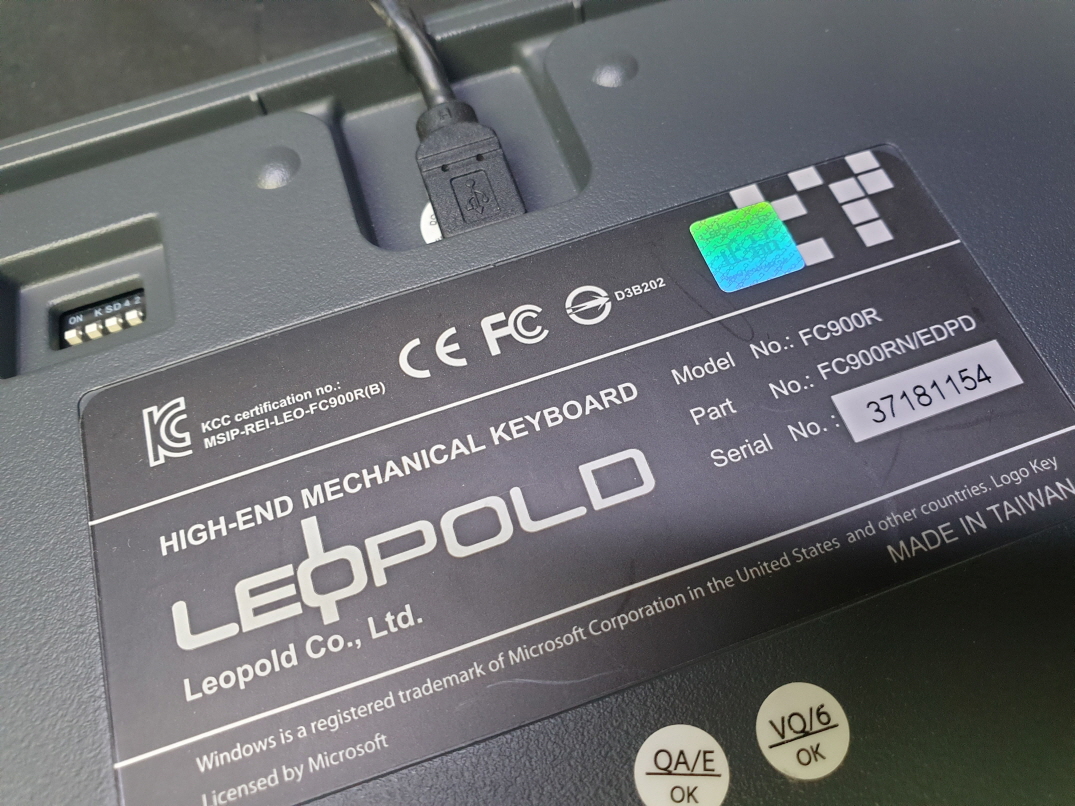 ON K S D 4 2
KCC certification no.:
MSIP-REI-LEO-FC900R(B)
CE FC D3B202
HIGH-END MECHANICAL KEYBOARD
LEOPOLD
Leopold Co., Ltd.
Model No.: FC900R
Part No.: FC900RN/EDPD
Serial No. : 37181154
Windows is a registered trademark of Microsoft Corporation in the United States and other countries. Logo Key
Licensed by Microsoft
MADE IN TAIWAN
QA/E
OK
VQ/6
OK